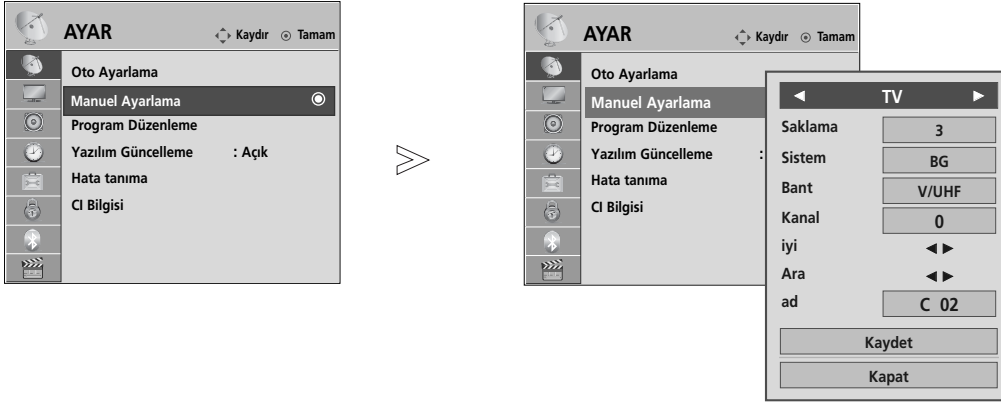 AYAR Kaydır Tamam
Oto Ayarlama
Manuel Ayarlama
Program Düzenleme
Yazılım Güncelleme : Açık
Hata tanıma
CI Bilgisi
AYAR Kaydır Tamam
Oto Ayarlama
Manuel Ayarlama
Program Düzenleme
Yazılım Güncelleme :
Hata tanıma
CI Bilgisi
◄ TV ►
Saklama 3
Sistem BG
Bant V/UHF
Kanal 0
iyi ◄ ►
Ara ◄ ►
ad C 02
Kaydet
Kapat